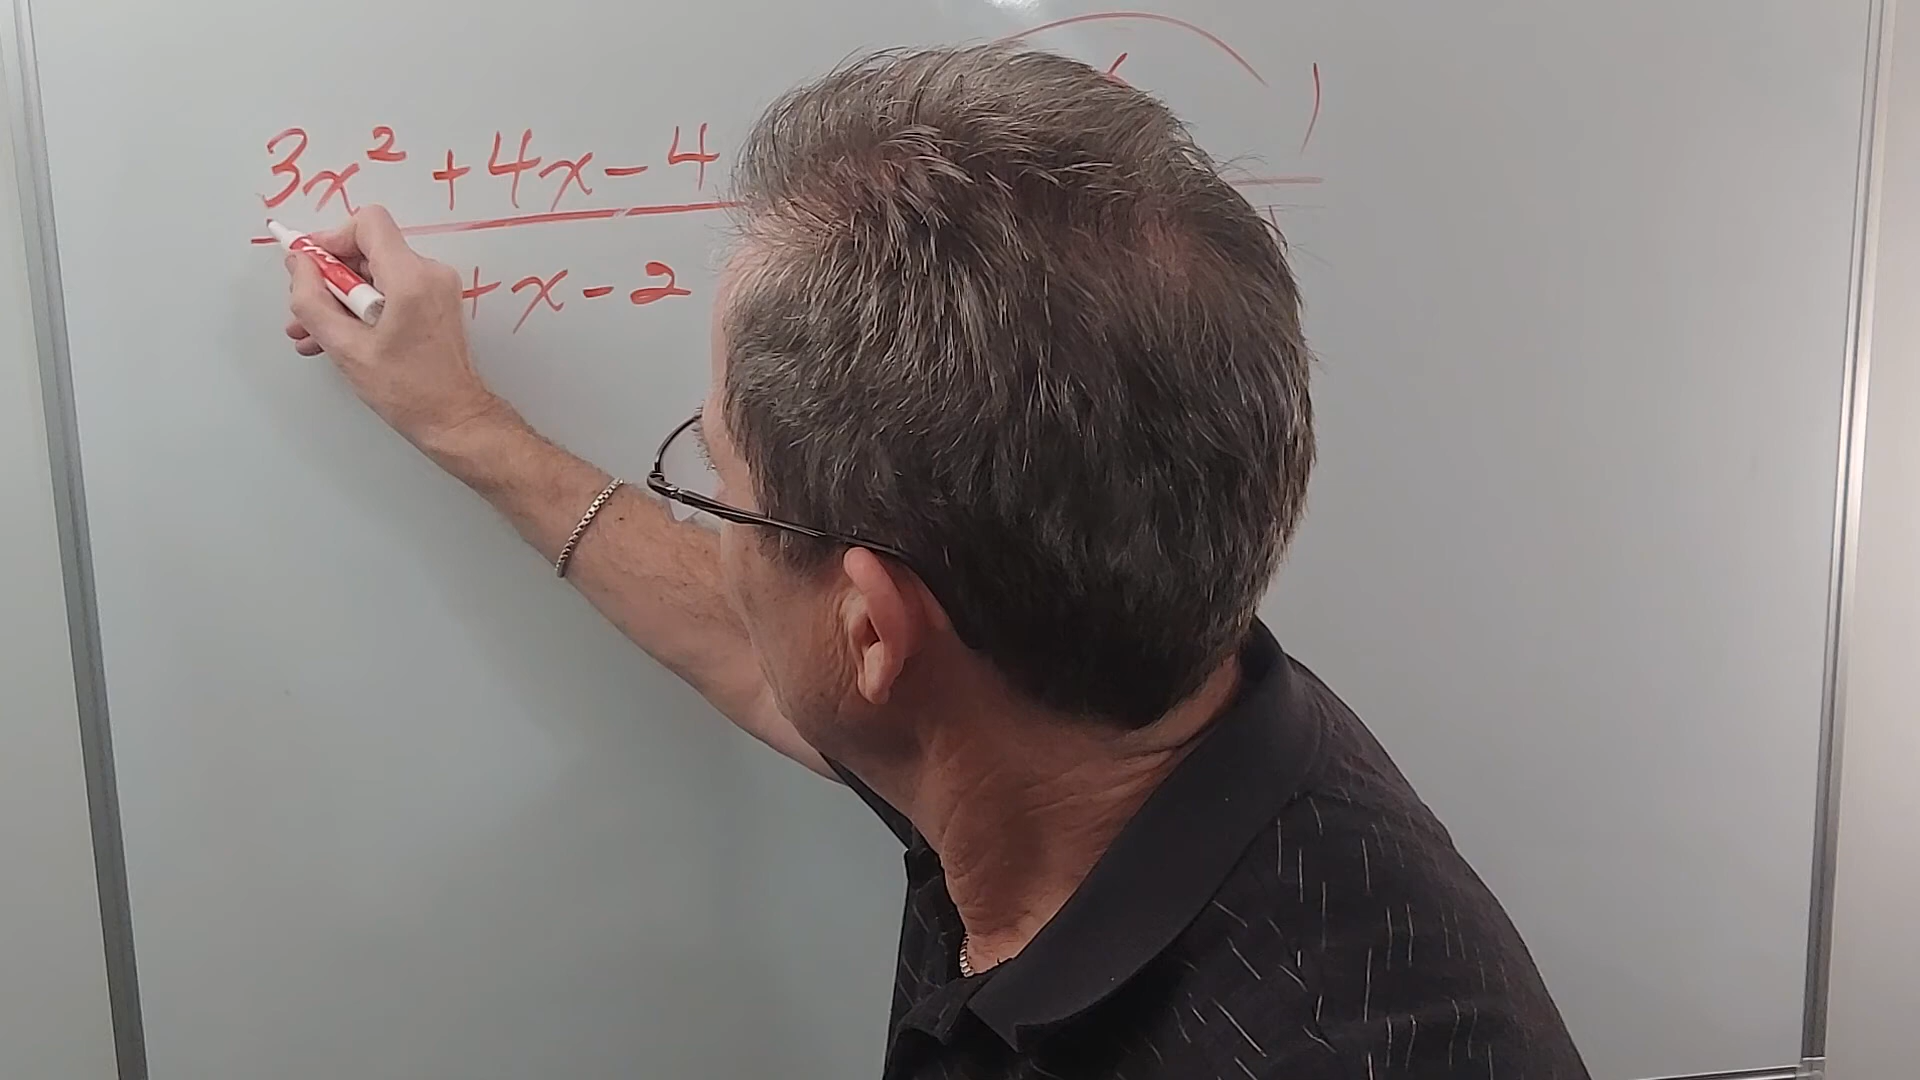 3x² + 4x - 4
+ x - 2